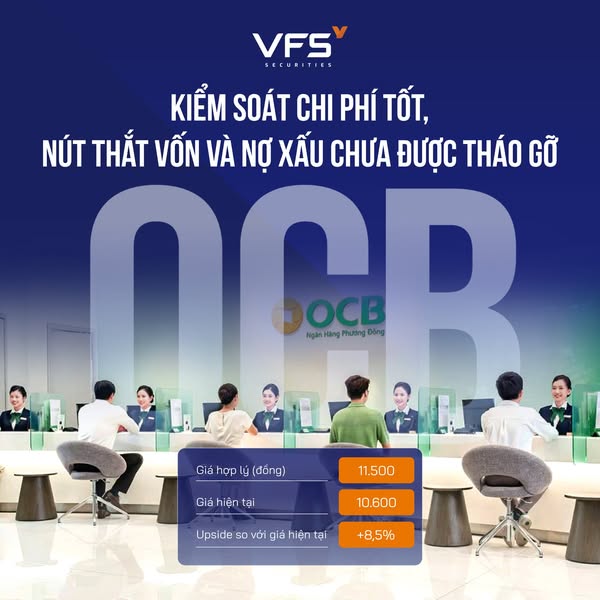 VFS
SECURITIES
KIỂM SOÁT CHI PHÍ TỐT,
NÚT THẮT VỐN VÀ NỢ XẤU CHƯA ĐƯỢC THÁO GỠ
OCB
OCB
Ngân Hàng Phương Đông
Giá hợp lý (đồng) 11.500
Giá hiện tại 10.600
Upside so với giá hiện tại +8,5%